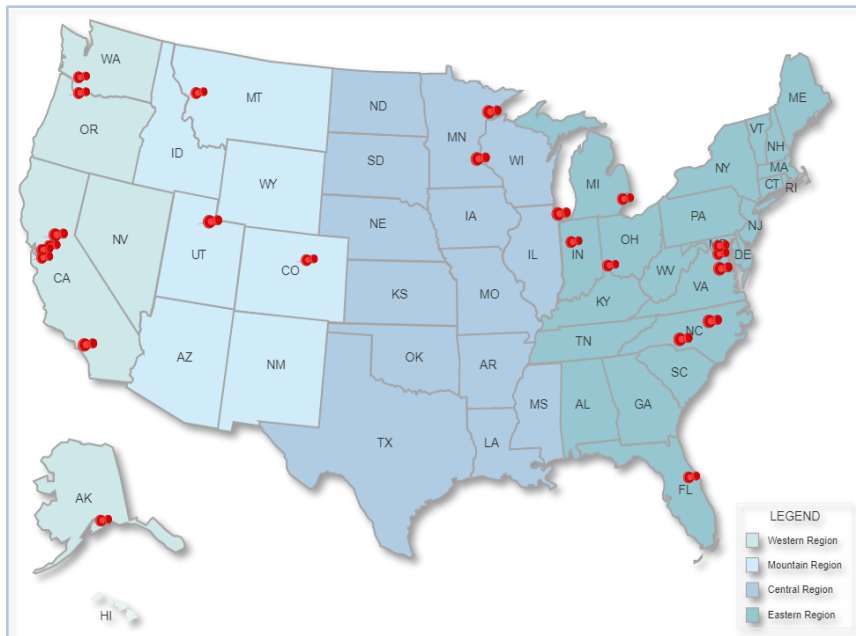 WA
MT
ND
ME
OR
MN
VT
NH
ID
SD
WI
NY
MA
CT
RI
WY
MI
IA
PA
NE
NJ
NV
OH
UT
IL
IN
DE
CO
WV
CA
VA
KS
MO
KY
NC
TN
AZ
NM
OK
AR
SC
MS
AL
GA
TX
LA
FL
AK
HI
LEGEND
Western Region
Mountain Region
Central Region
Eastern Region